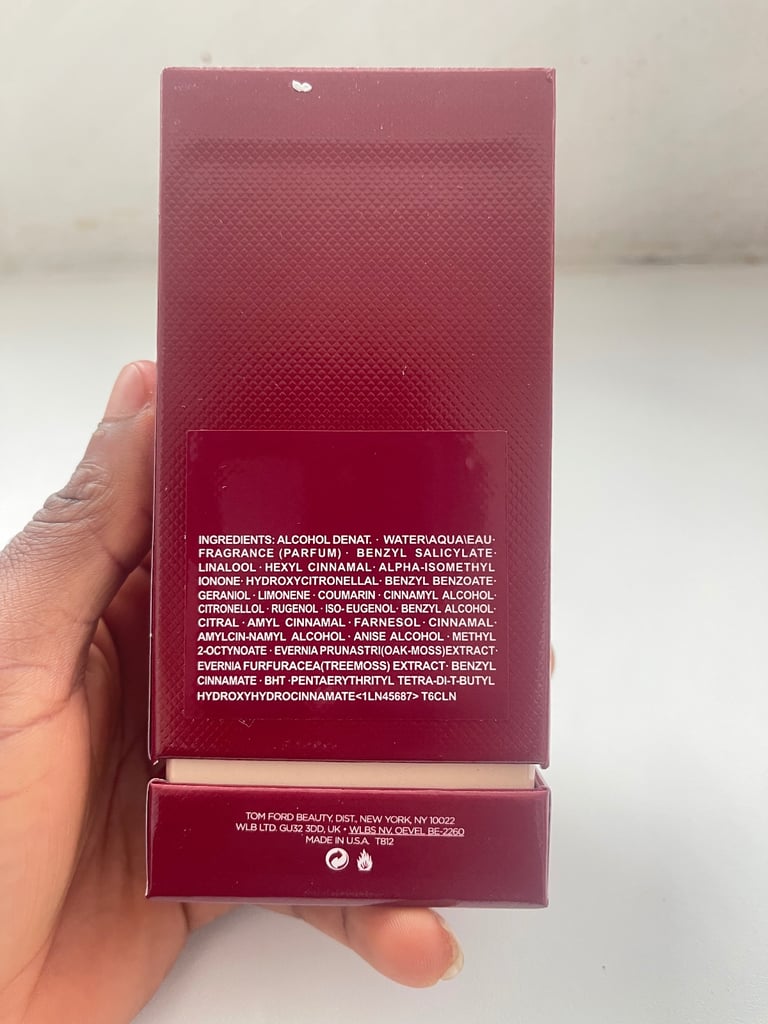 INGREDIENTS: ALCOHOL DENAT. · WATER\AQUA\EAU·
FRAGRANCE (PARFUM) · BENZYL SALICYLATE·
LINALOOL · HEXYL CINNAMAL· ALPHA-ISOMETHYL
IONONE· HYDROXYCITRONELLAL· BENZYL BENZOATE·
GERANIOL · LIMONENE · COUMARIN · CINNAMYL ALCOHOL·
CITRONELLOL · RUGENOL · ISO-EUGENOL· BENZYL ALCOHOL·
CITRAL · AMYL CINNAMAL · FARNESOL · CINNAMAL·
AMYLCIN-NAMYL ALCOHOL · ANISE ALCOHOL · METHYL
2-OCTYNOATE · EVERNIA PRUNASTRI(OAK-MOSS)EXTRACT·
EVERNIA FURFURACEA(TREEMOSS) EXTRACT· BENZYL
CINNAMATE · BHT ·PENTAERYTHRITYL TETRA-DI-T-BUTYL
HYDROXYHYDROCINNAMATE<1LN45687> T6CLN
TOM FORD BEAUTY, DIST., NEW YORK, NY 10022
WLB LTD. GU32 3DD, UK • WLBS NV. OEVEL BE-2260
MADE IN U.S.A. T812